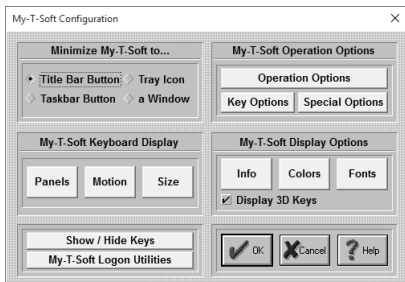 My-T-Soft Configuration
Minimize My-T-Soft to...
Title Bar Button Tray Icon
Taskbar Button a Window
My-T-Soft Operation Options
Operation Options
Key Options Special Options
My-T-Soft Keyboard Display
Panels Motion Size
My-T-Soft Display Options
Info Colors Fonts
Display 3D Keys
Show / Hide Keys
My-T-Soft Logon Utilities
OK Cancel Help